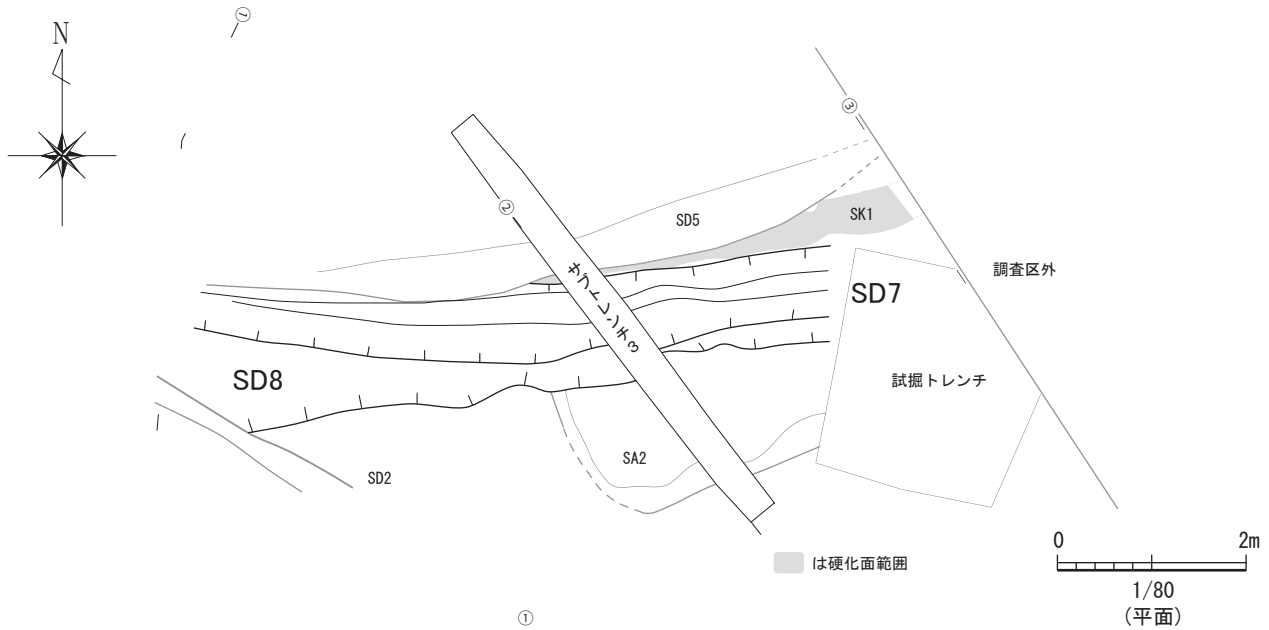 ①
N
③
②
SD5
SK1
サブトレンチ3
調査区外
SD7
SD8
試掘トレンチ
SA2
SD2
は硬化面範囲
0 2m
1/80
(平面)
①